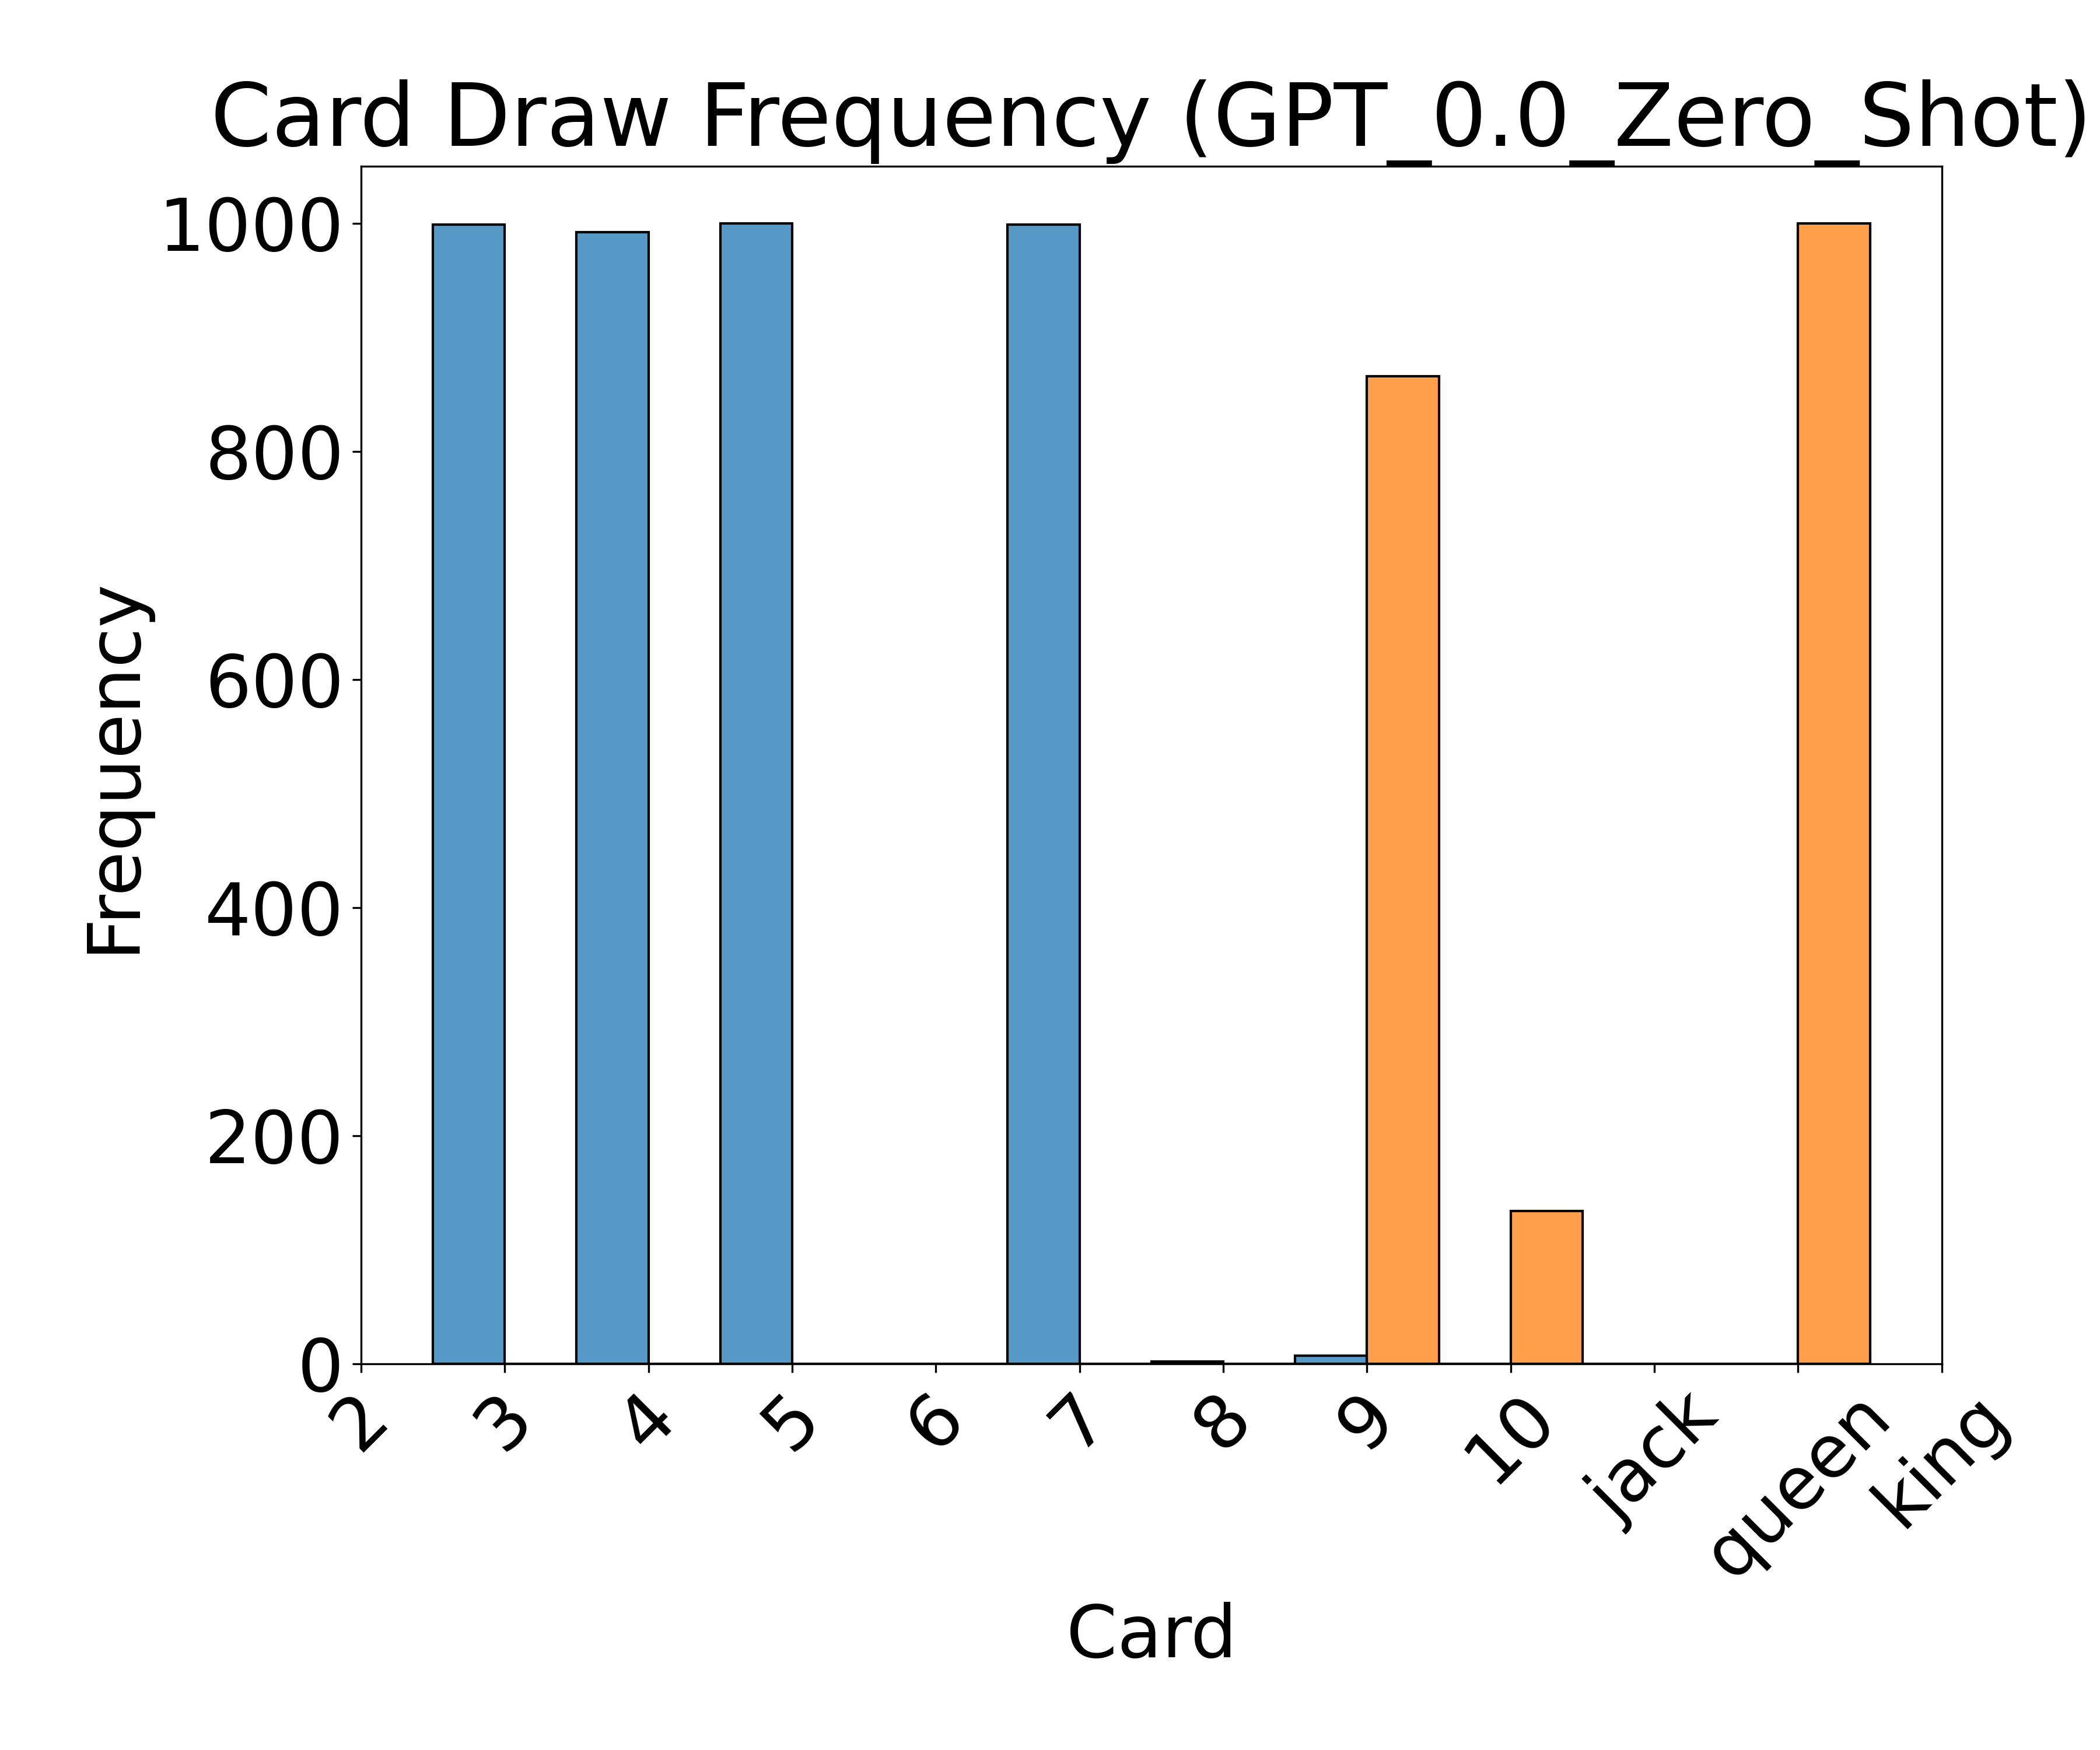 Card Draw Frequency (GPT_0.0_Zero_Shot)
1000
800
600
400
200
0
Frequency
2
3
4
5
6
7
8
9
10
jack
queen
king
Card